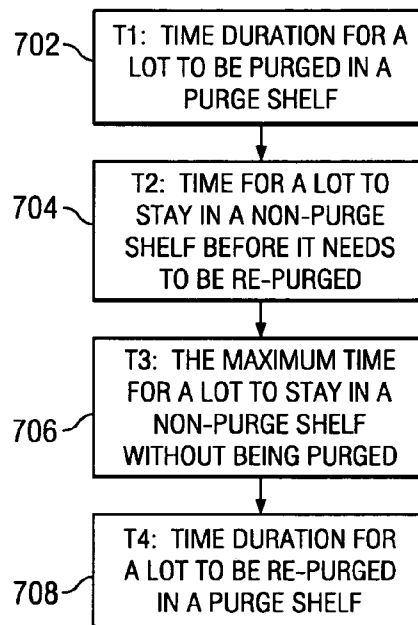 702
T1: TIME DURATION FOR A
LOT TO BE PURGED IN A
PURGE SHELF
704
T2: TIME FOR A LOT TO
STAY IN A NON-PURGE
SHELF BEFORE IT NEEDS
TO BE RE-PURGED
706
T3: THE MAXIMUM TIME
FOR A LOT TO STAY IN A
NON-PURGE SHELF
WITHOUT BEING PURGED
708
T4: TIME DURATION FOR
A LOT TO BE RE-PURGED
IN A PURGE SHELF